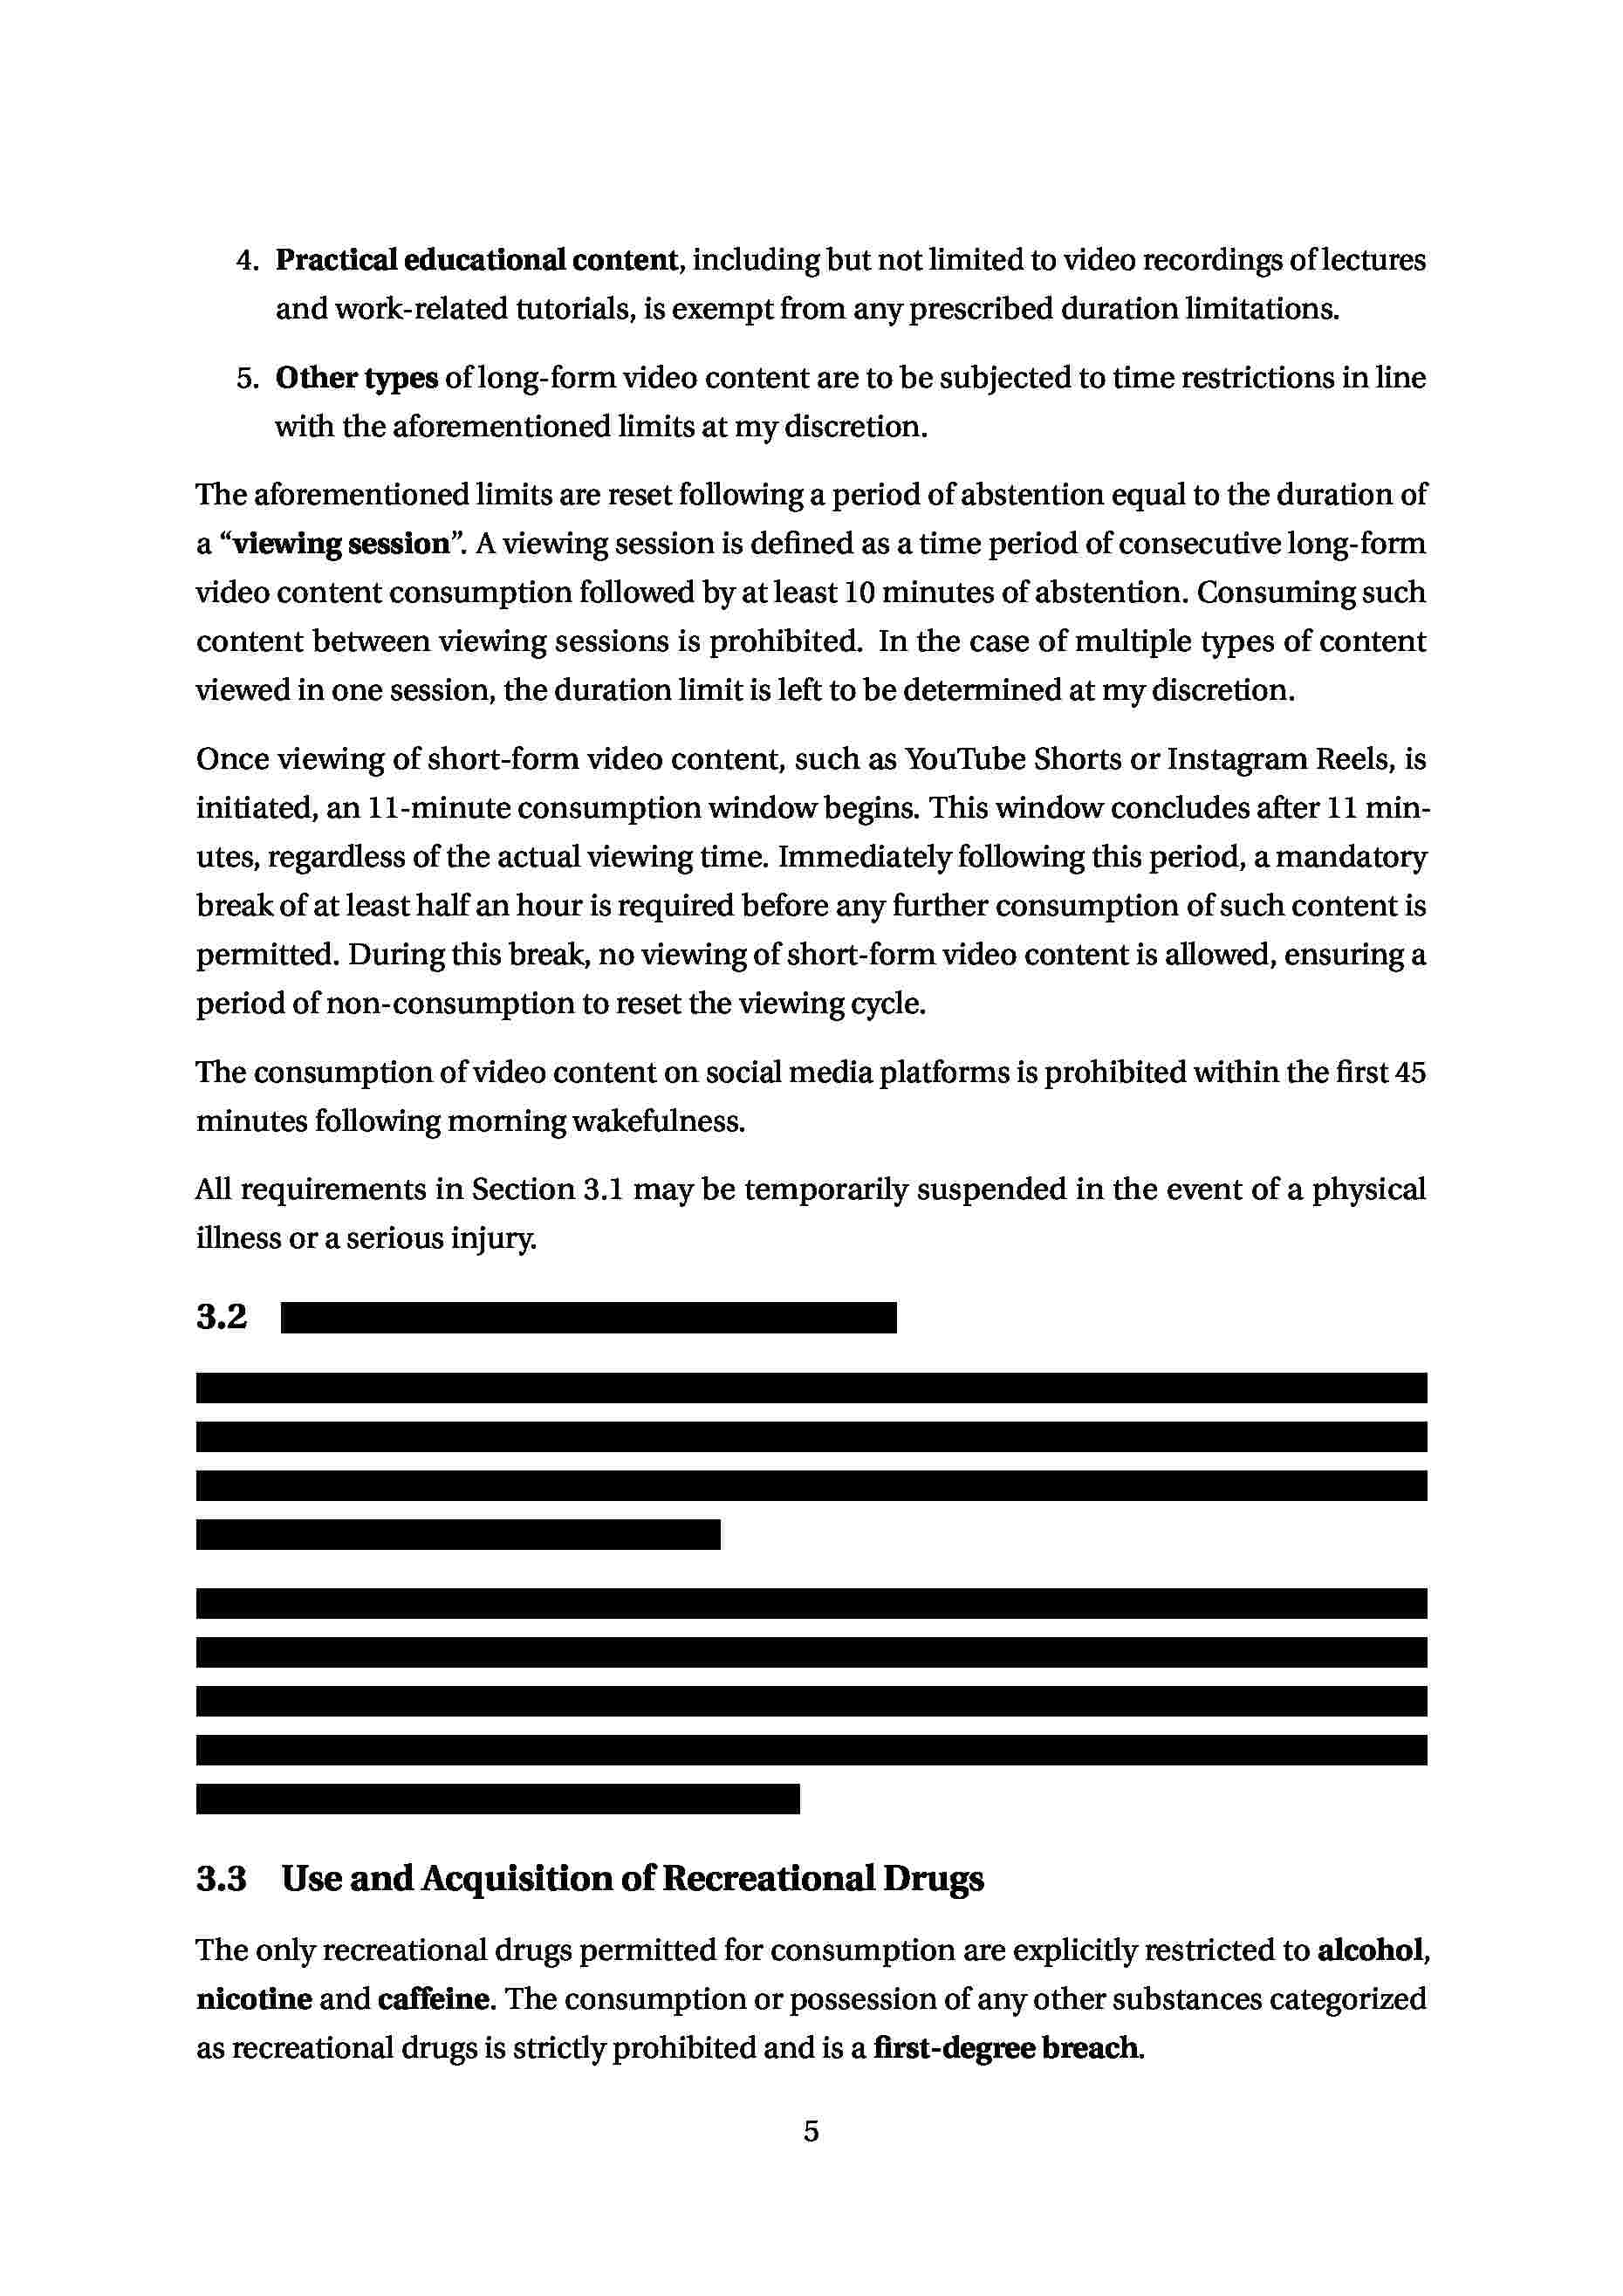 4. Practical educational content, including but not limited to video recordings of lectures
and work-related tutorials, is exempt from any prescribed duration limitations.
5. Other types of long-form video content are to be subjected to time restrictions in line
with the aforementioned limits at my discretion.
The aforementioned limits are reset following a period of abstention equal to the duration of
a “viewing session”. A viewing session is defined as a time period of consecutive long-form
video content consumption followed by at least 10 minutes of abstention. Consuming such
content between viewing sessions is prohibited. In the case of multiple types of content
viewed in one session, the duration limit is left to be determined at my discretion.
Once viewing of short-form video content, such as YouTube Shorts or Instagram Reels, is
initiated, an 11-minute consumption window begins. This window concludes after 11 min-
utes, regardless of the actual viewing time. Immediately following this period, a mandatory
break of at least half an hour is required before any further consumption of such content is
permitted. During this break, no viewing of short-form video content is allowed, ensuring a
period of non-consumption to reset the viewing cycle.
The consumption of video content on social media platforms is prohibited within the first 45
minutes following morning wakefulness.
All requirements in Section 3.1 may be temporarily suspended in the event of a physical
illness or a serious injury.
3.2
3.3 Use and Acquisition of Recreational Drugs
The only recreational drugs permitted for consumption are explicitly restricted to alcohol,
nicotine and caffeine. The consumption or possession of any other substances categorized
as recreational drugs is strictly prohibited and is a first-degree breach.
5